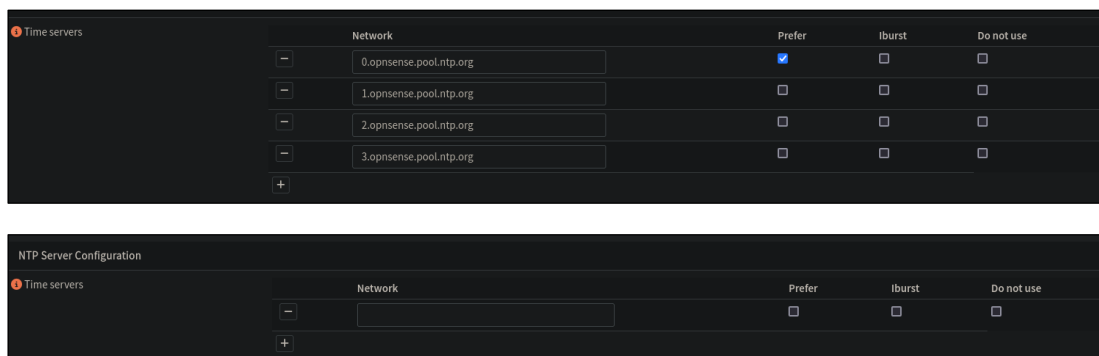 Time servers
Network Prefer Iburst Do not use
0.opnsense.pool.ntp.org
1.opnsense.pool.ntp.org
2.opnsense.pool.ntp.org
3.opnsense.pool.ntp.org
NTP Server Configuration
Time servers
Network Prefer Iburst Do not use